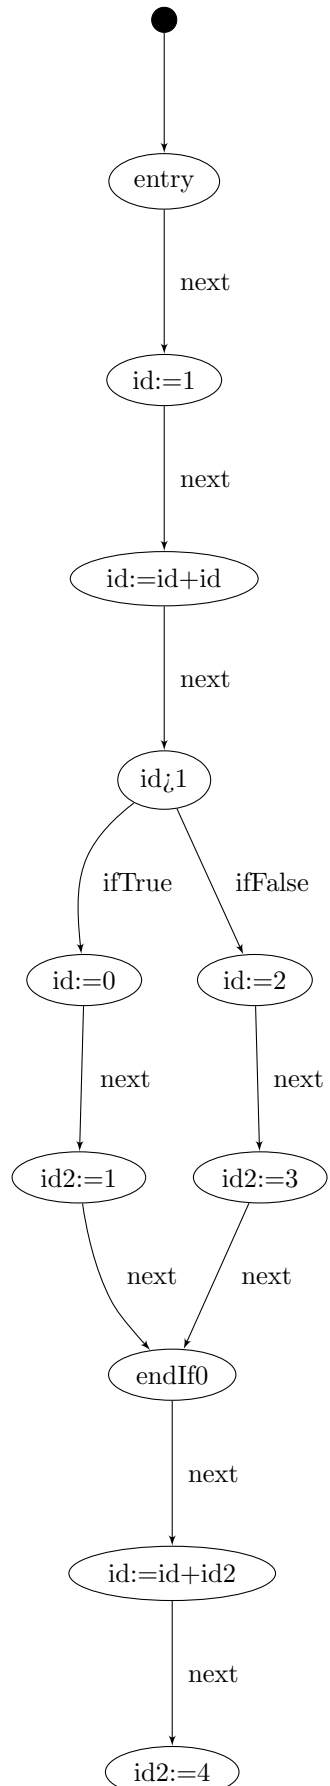 entry
next
id:=1
next
id:=id+id
next
id¿1
ifTrue
ifFalse
id:=0
id:=2
next
next
id2:=1
id2:=3
next
next
endIf0
next
id:=id+id2
next
id2:=4